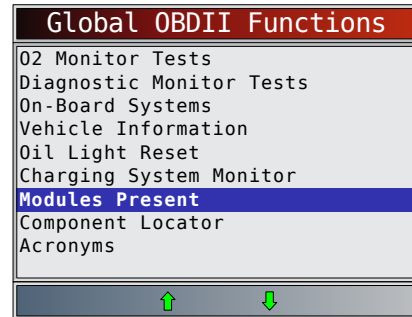 Global OBDII Functions
O2 Monitor Tests
Diagnostic Monitor Tests
On-Board Systems
Vehicle Information
Oil Light Reset
Charging System Monitor
Modules Present
Component Locator
Acronyms